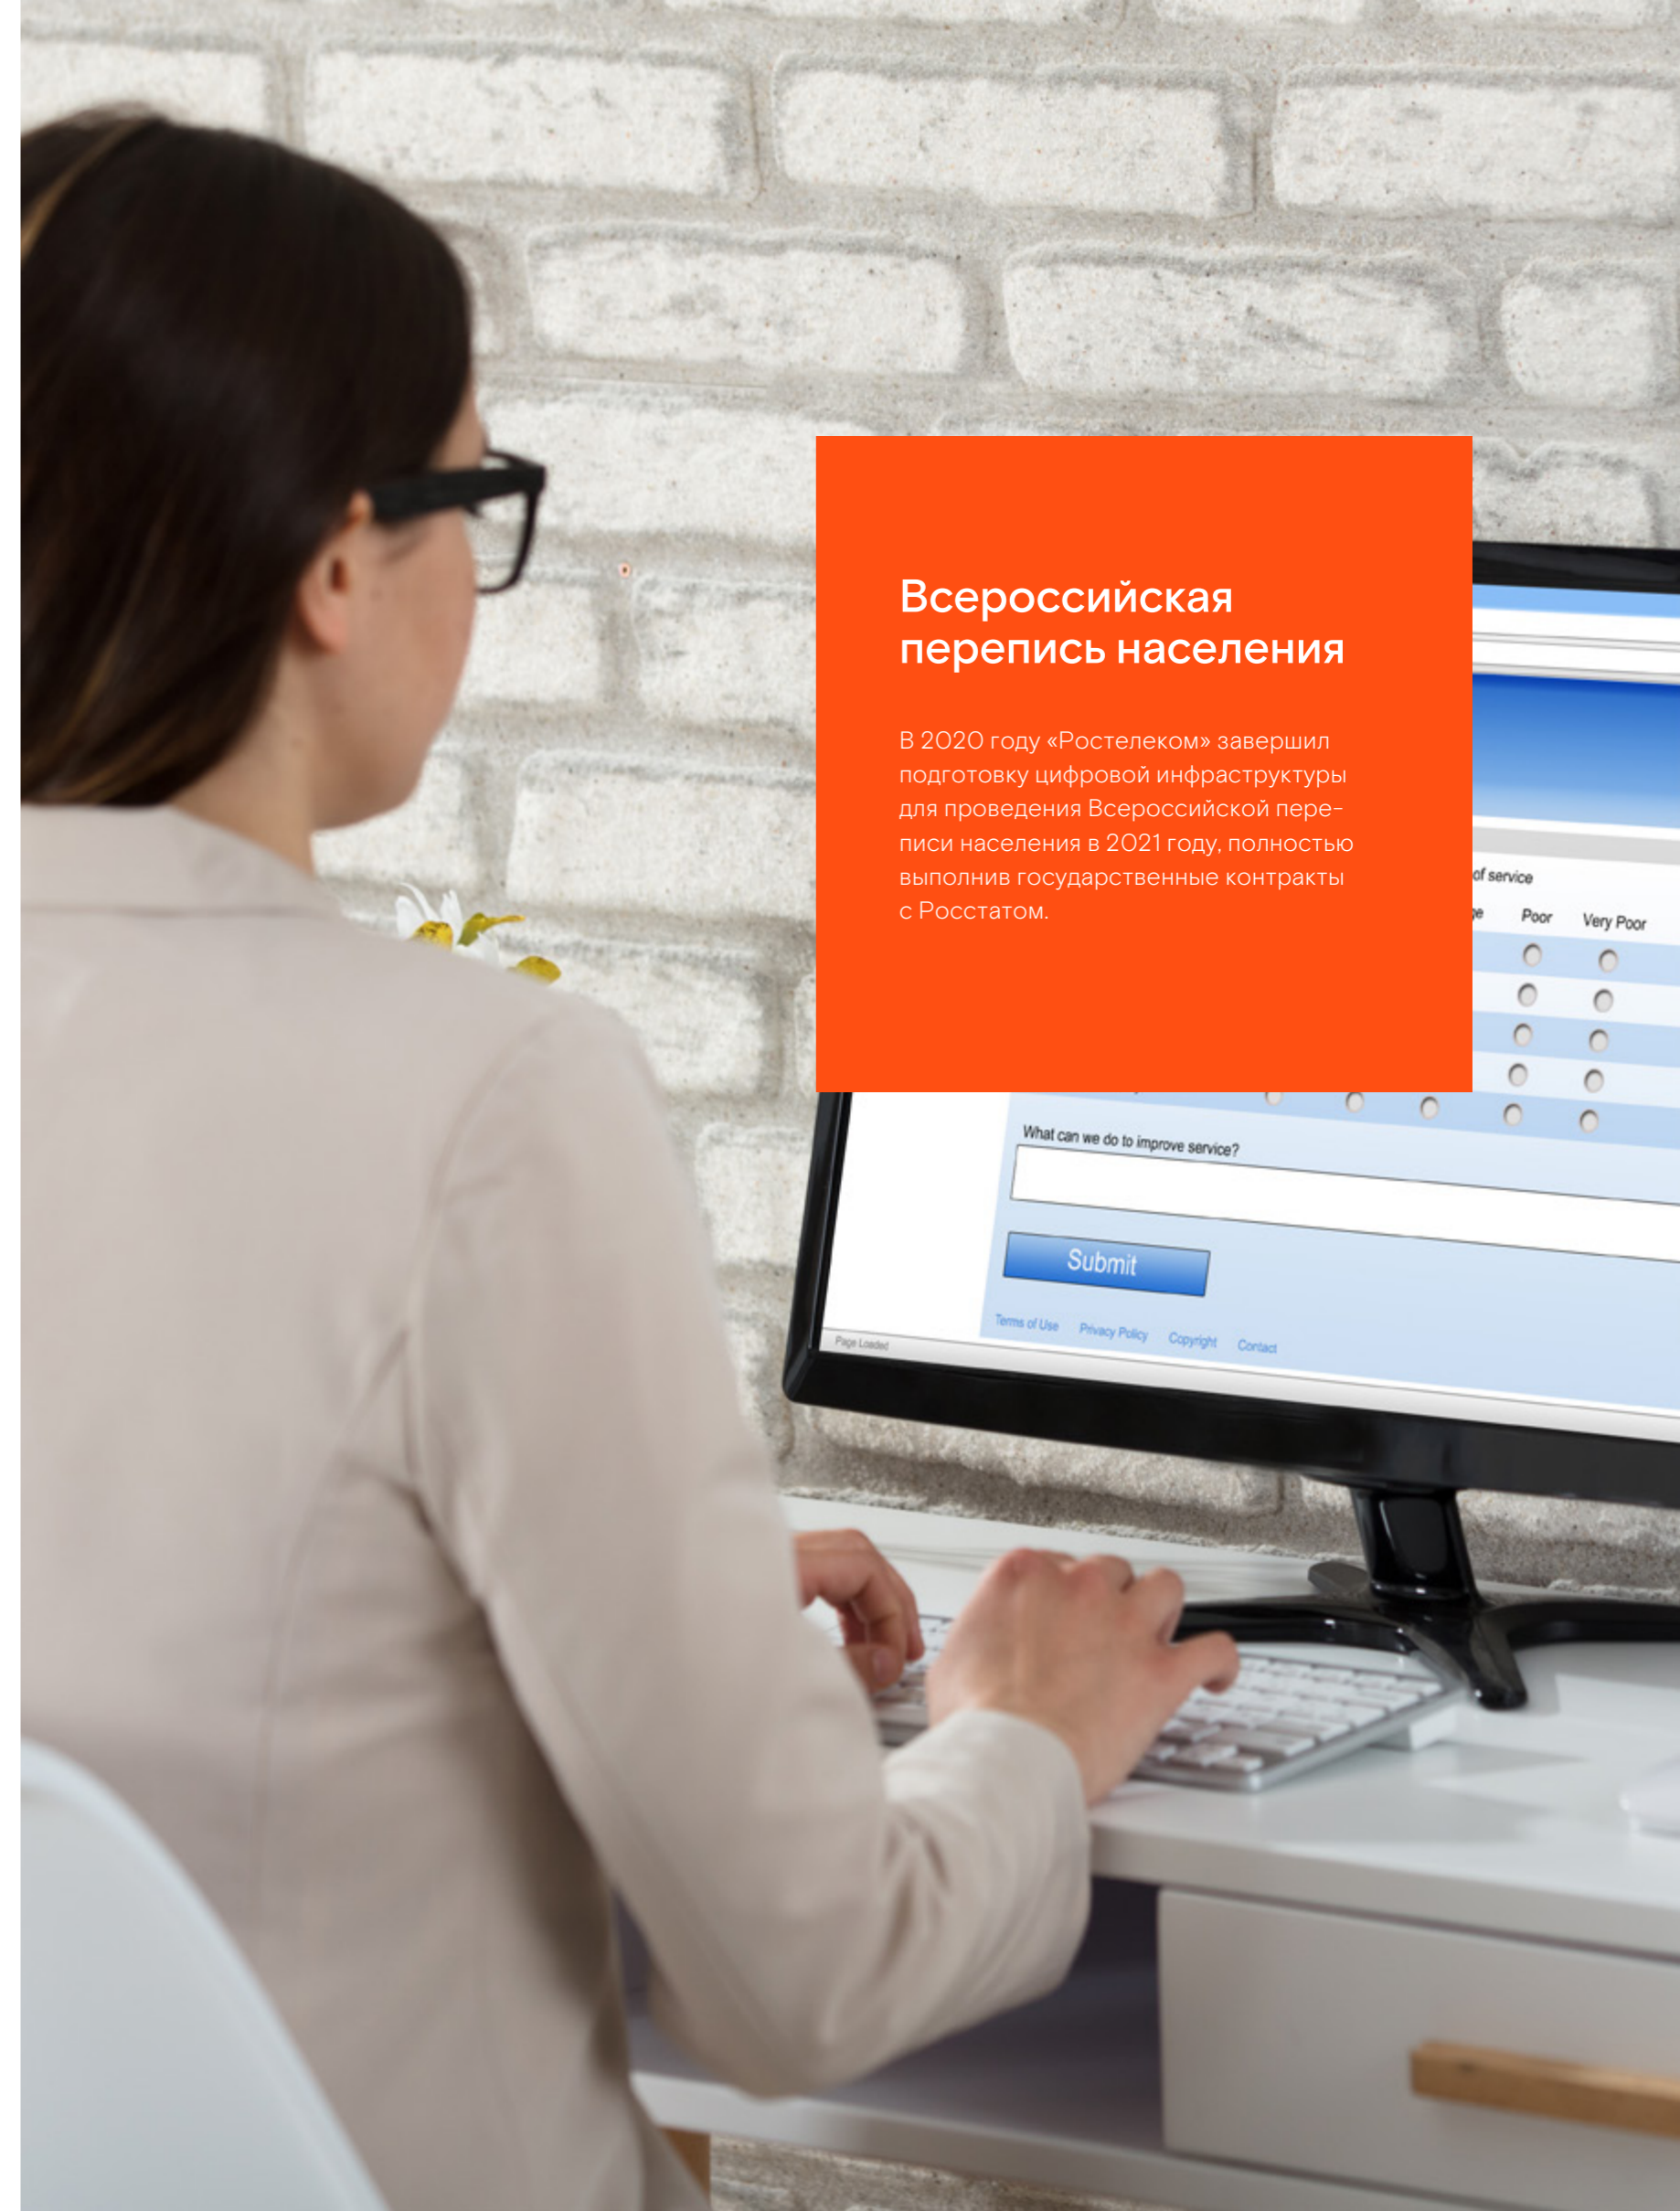 Всероссийская
перепись населения
В 2020 году «Ростелеком» завершил
подготовку цифровой инфраструктуры
для проведения Всероссийской пере-
писи населения в 2021 году, полностью
выполнив государственные контракты
с Росстатом.
of service
Poor Very Poor
What can we do to improve service?
Submit
Terms of Use Privacy Policy Copyright Contact
Page Loaded